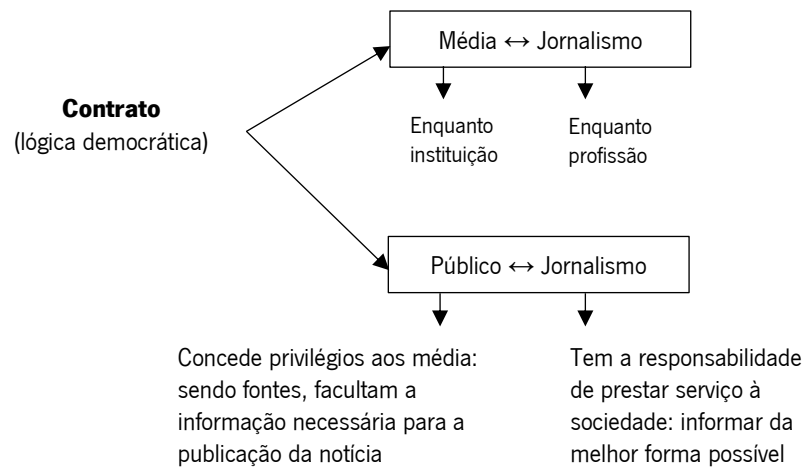 Média ↔ Jornalismo
Contrato
(lógica democrática)
Enquanto
instituição
Enquanto
profissão
Público ↔ Jornalismo
Concede privilégios aos média:
sendo fontes, facultam a
informação necessária para a
publicação da notícia
Tem a responsabilidade
de prestar serviço à
sociedade: informar da
melhor forma possível